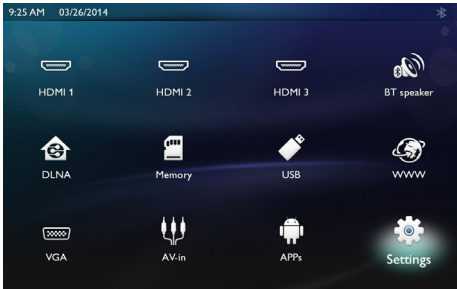 9:25 AM 03/26/2014
HDMI 1 HDMI 2 HDMI 3 BT speaker
DLNA Memory USB WWW
VGA AV-in APPs Settings